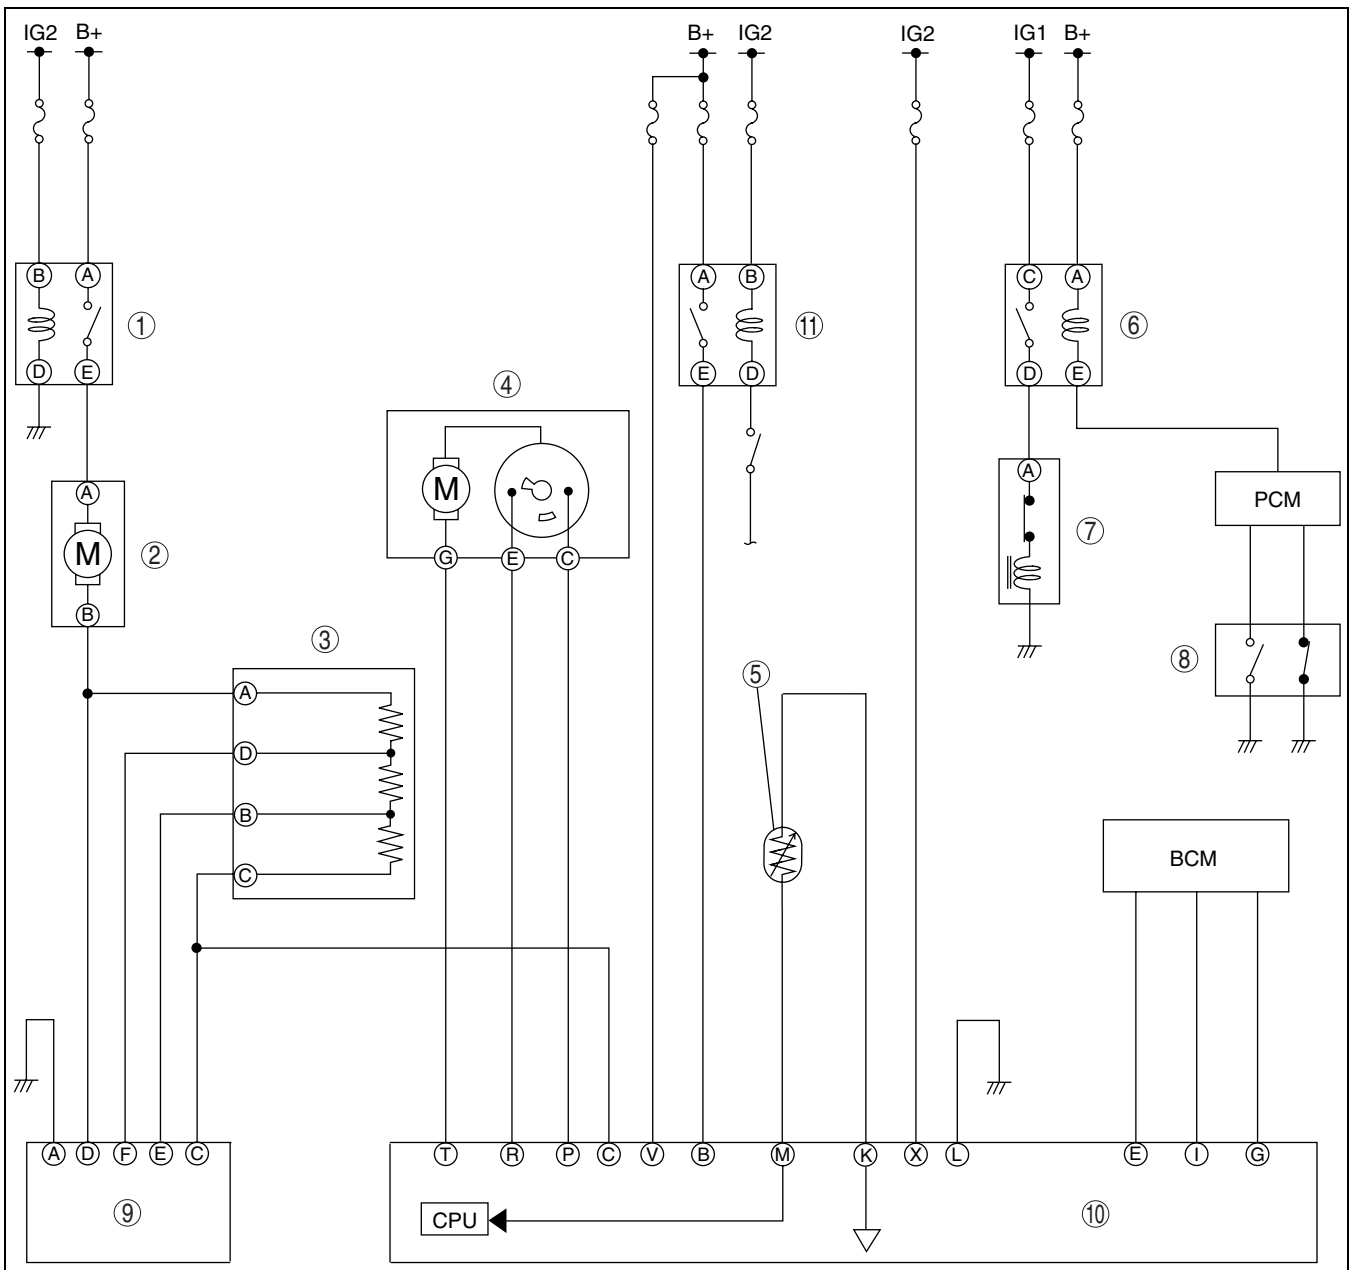 IG2 B+ B+ IG2 IG2 IG1 B+
B A A B C A
① ⑪ ⑥
D E E D D E
④
A A
M M PCM
② ⑦
G E C
B
③ ⑧
⑤
A
D
B
BCM
C
A D F E C T R P C V B M K X L E I G
⑨ CPU ⑩